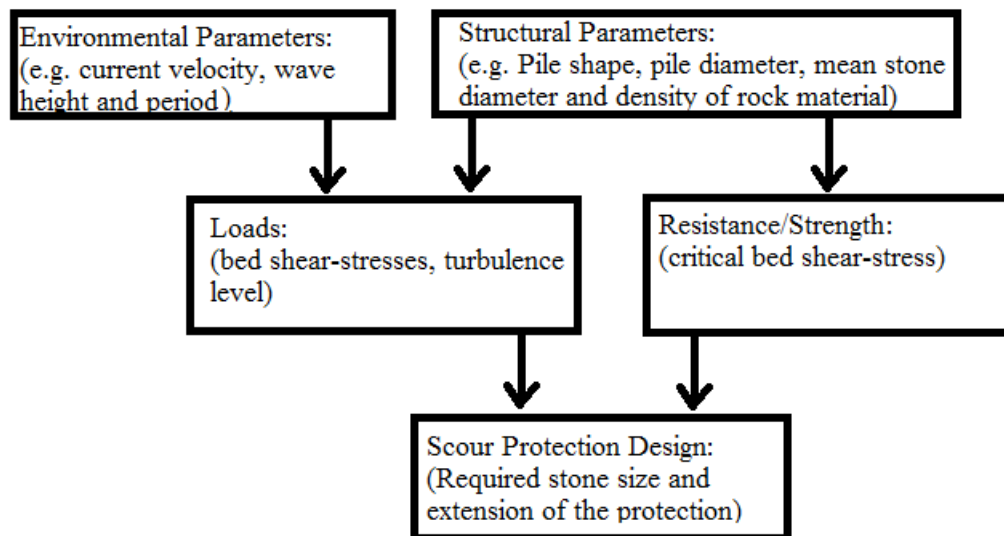 Environmental Parameters:
(e.g. current velocity, wave
height and period)
Structural Parameters:
(e.g. Pile shape, pile diameter, mean stone
diameter and density of rock material)
Loads:
(bed shear-stresses, turbulence
level)
Resistance/Strength:
(critical bed shear-stress)
Scour Protection Design:
(Required stone size and
extension of the protection)